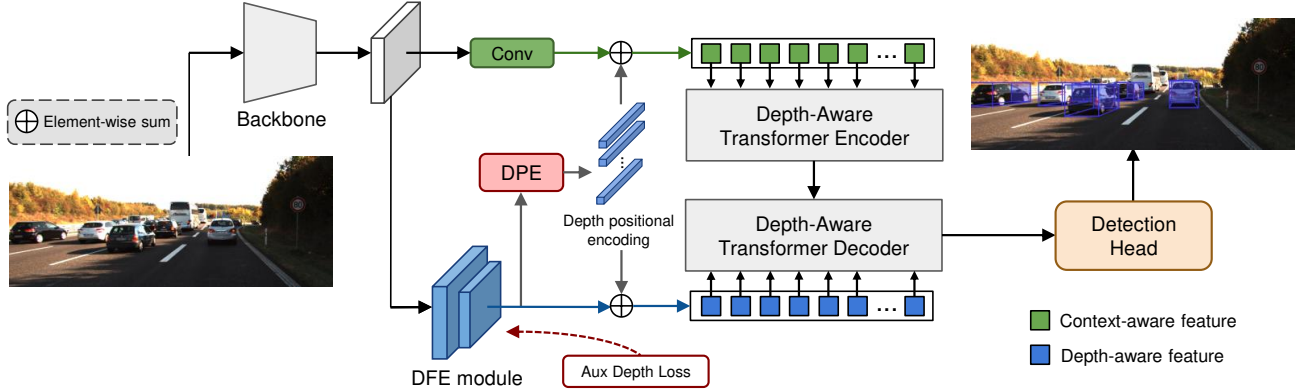 Conv
Backbone
Element-wise sum
Depth-Aware
Transformer Encoder
DPE
Depth positional
encoding
Depth-Aware
Transformer Decoder
Detection
Head
DFE module
Aux Depth Loss
Context-aware feature
Depth-aware feature